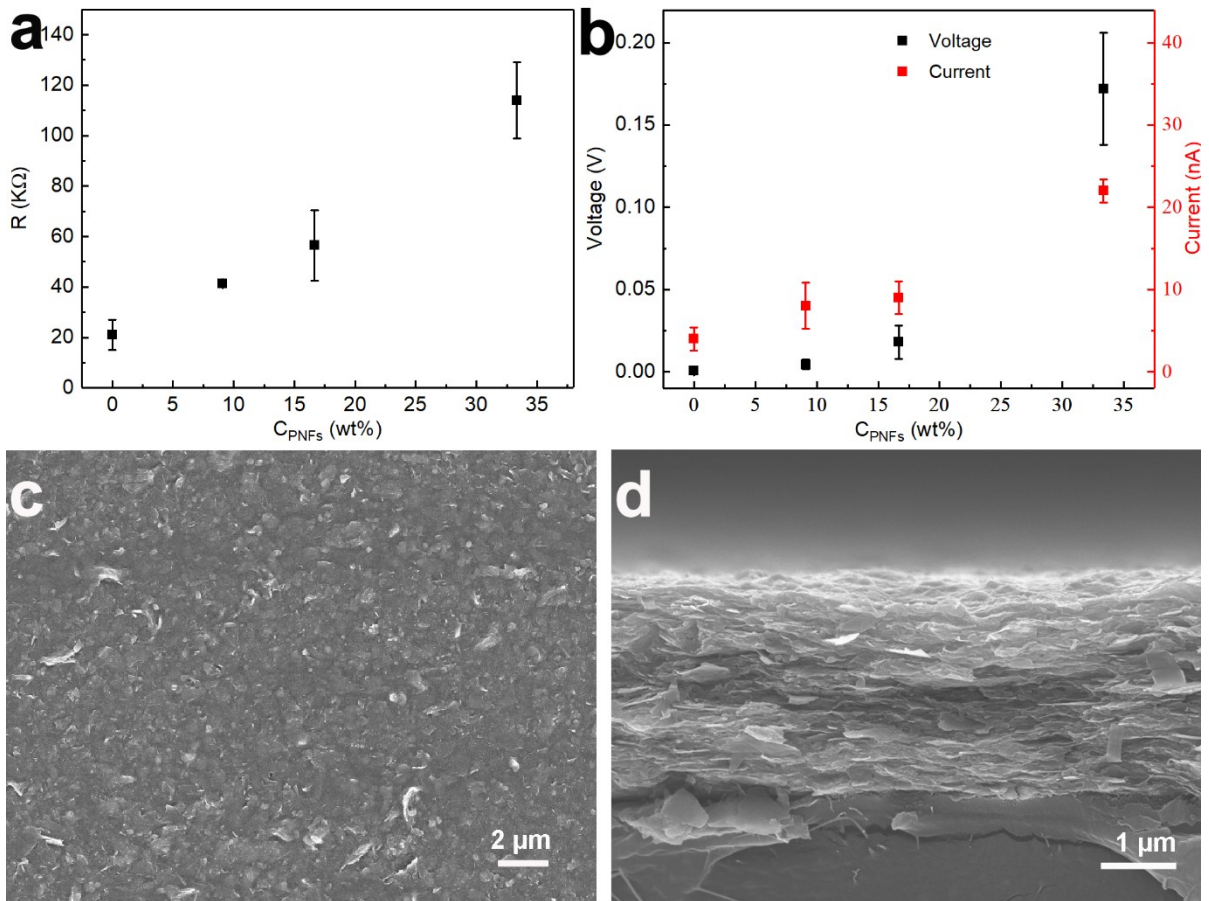 a
140
120
100
80
60
40
20
0
R (KΩ)
0 5 10 15 20 25 30 35
C_PNFs (wt%)
b
Voltage
Current
0.20
0.15
0.10
0.05
0.00
Voltage (V)
40
30
20
10
0
Current (nA)
0 5 10 15 20 25 30 35
C_PNFs (wt%)
c
2 μm
d
1 μm